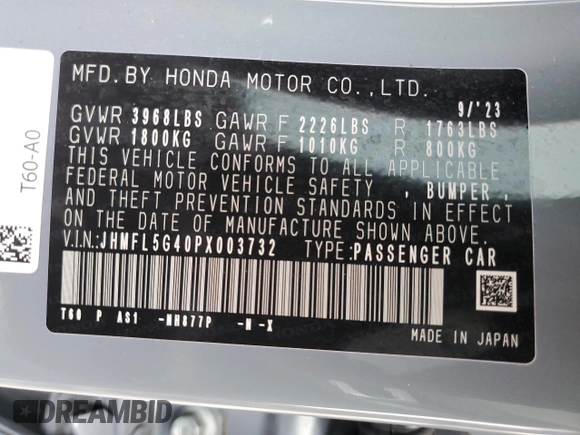 MFD. BY HONDA MOTOR CO.,LTD.
9/'23
GVWR 3968LBS GAWR F 2226LBS R 1763LBS
GVWR 1800KG GAWR F 1010KG R 800KG
THIS VEHICLE CONFORMS TO ALL APPLICABLE
FEDERAL MOTOR VEHICLE SAFETY , BUMPER ,
AND THEFT PREVENTION STANDARDS IN EFFECT
ON THE DATE OF MANUFACTURE SHOWN ABOVE.
V.I.N:JHMFL5G40PX003732 TYPE:PASSENGER CAR
T60 P AS1 -NH877P -N -X
MADE IN JAPAN
T60-A0
DREAMBID